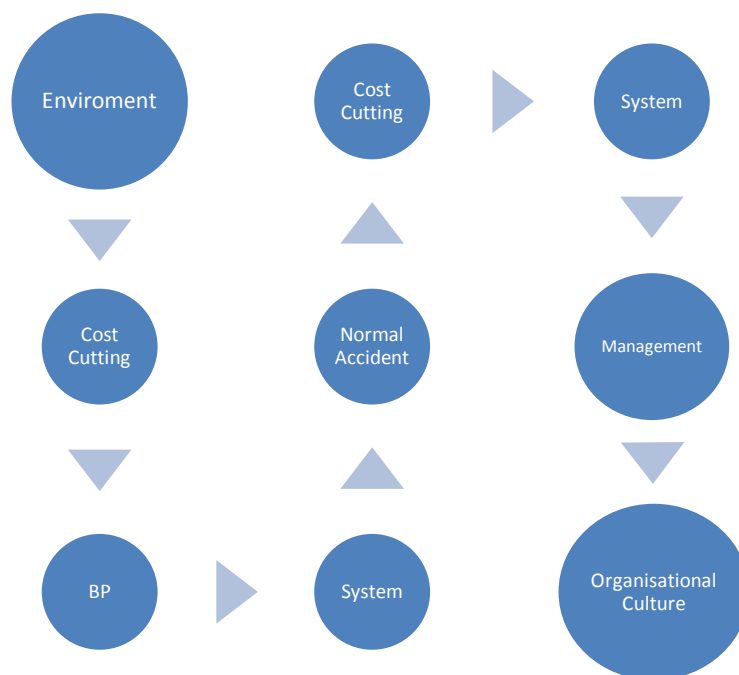 Enviroment
Cost
Cutting
BP
System
Normal
Accident
Cost
Cutting
System
Management
Organisational
Culture